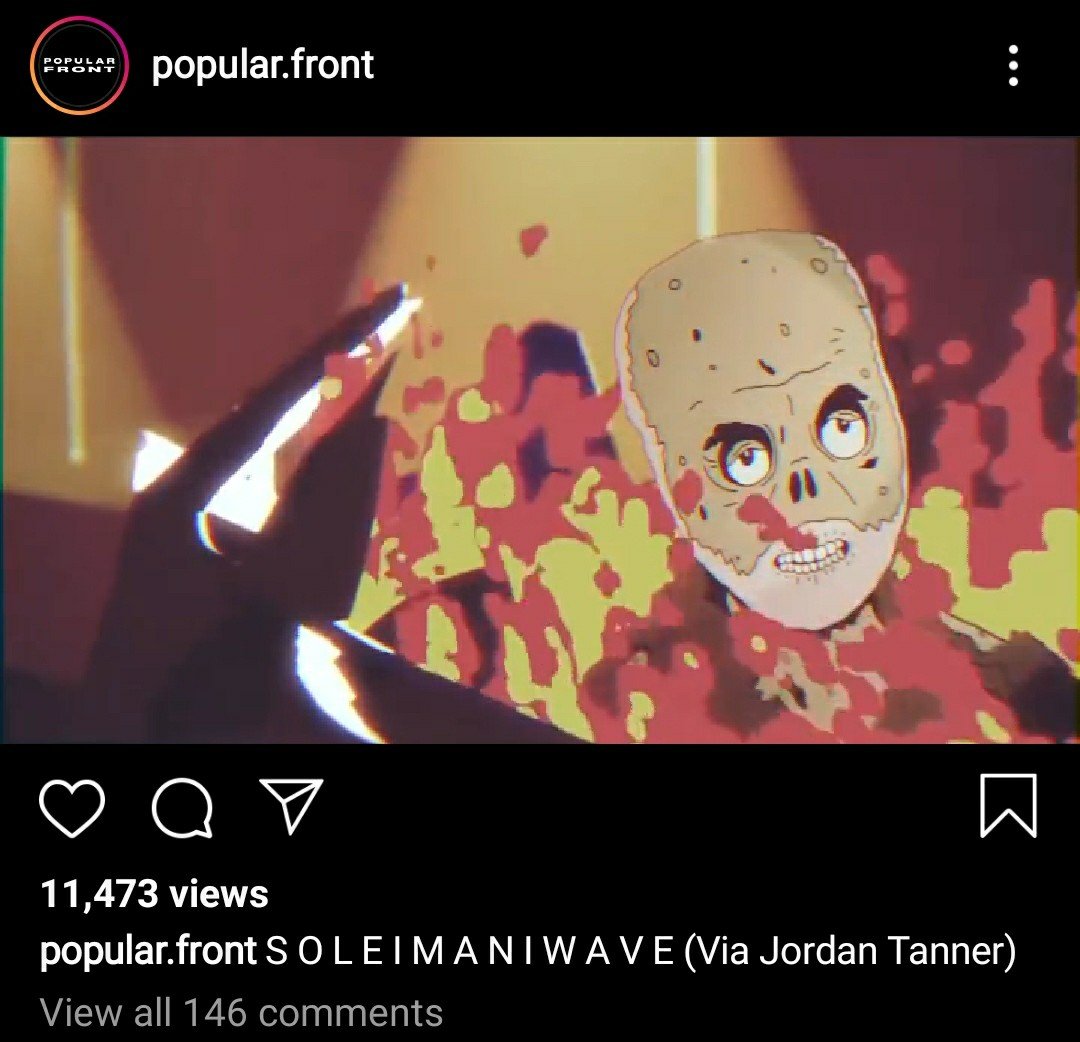 POPULAR
FRONT
popular.front
11,473 views
popular.front S O L E I M A N I W A V E (Via Jordan Tanner)
View all 146 comments